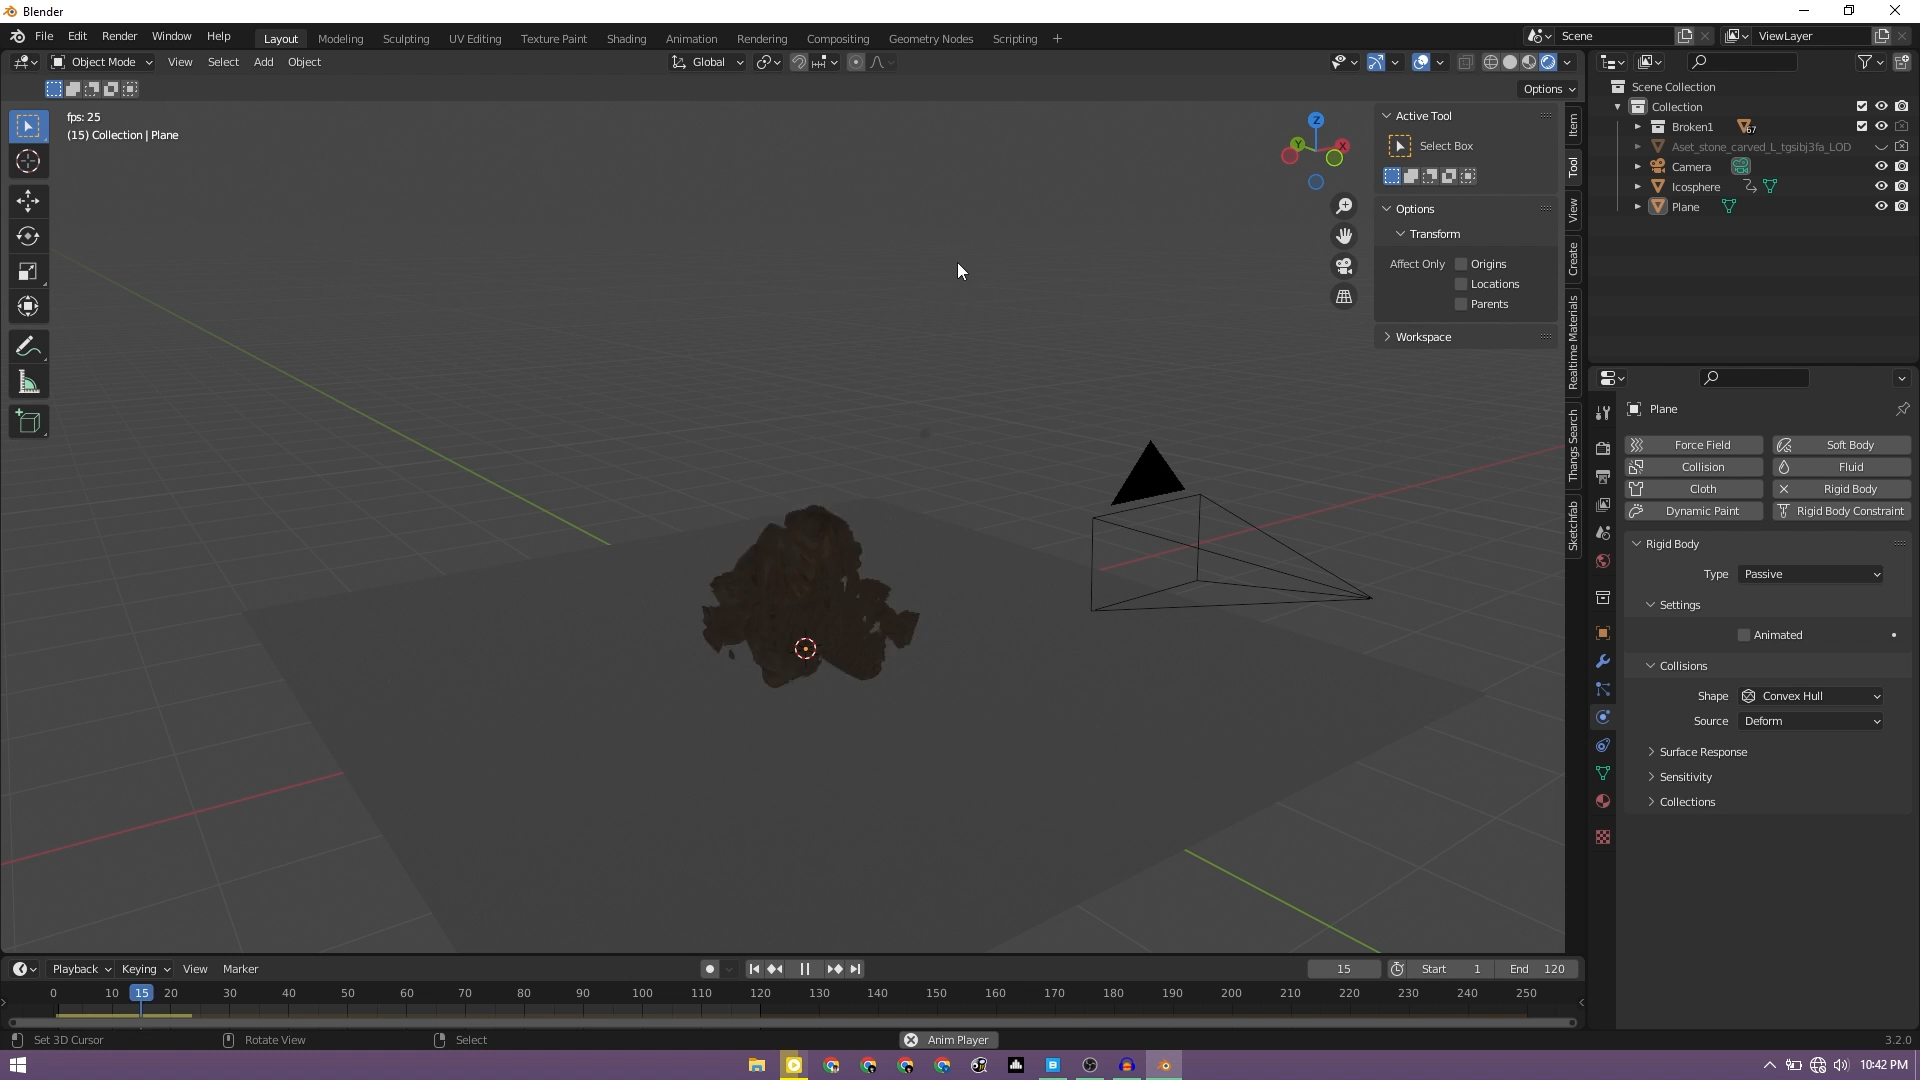 Blender
File Edit Render Window Help Layout Modeling Sculpting UV Editing Texture Paint Shading Animation Rendering Compositing Geometry Nodes Scripting + Scene ViewLayer
Object Mode View Select Add Object Global
Options
fps: 25
(15) Collection | Plane
Z
Y
X
Active Tool
Select Box
Options
Transform
Affect Only Origins
Locations
Parents
Workspace
Item
Tool
View
Create
Realtime Materials
Thangs Search
Sketchfab
Scene Collection
Collection
Broken1 67
Aset_stone_carved_L_tgsibj3fa_LOD
Camera
Icosphere
Plane
Plane
Force Field Soft Body
Collision Fluid
Cloth Rigid Body
Dynamic Paint Rigid Body Constraint
Rigid Body
Type Passive
Settings
Animated
Collisions
Shape Convex Hull
Source Deform
Surface Response
Sensitivity
Collections
Playback Keying View Marker 15 Start 1 End 120
0 10 15 20 30 40 50 60 70 80 90 100 110 120 130 140 150 160 170 180 190 200 210 220 230 240 250
Set 3D Cursor Rotate View Select Anim Player 3.2.0
10:42 PM